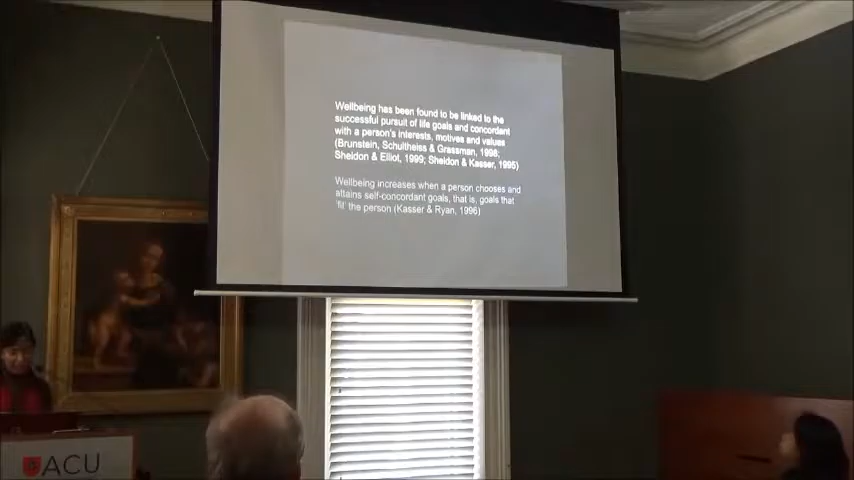 Wellbeing has been found to be linked to the
successful pursuit of life goals and concordant
with a person's interests, motives and values
(Brunstein, Schultheiss & Grassman, 1998;
Sheldon & Elliot, 1999; Sheldon & Kasser, 1995)
Wellbeing increases when a person chooses and
attains self-concordant goals, that is, goals that
'fit' the person (Kasser & Ryan, 1996)
ACU